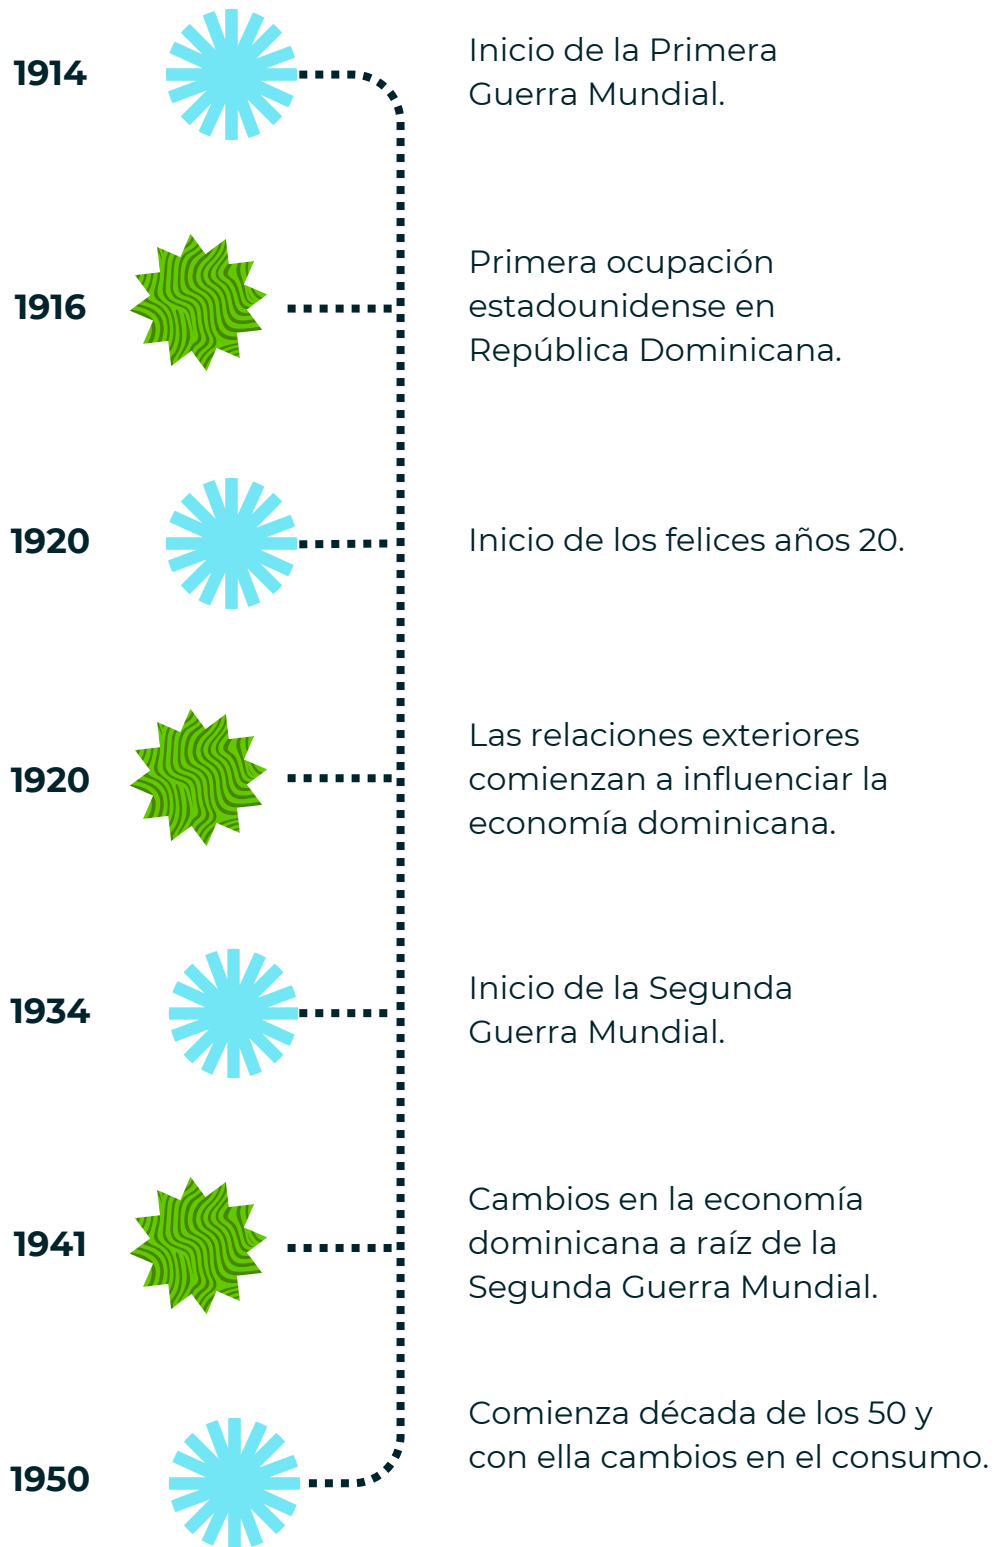 1914
Inicio de la Primera
Guerra Mundial.
1916
Primera ocupación
estadounidense en
República Dominicana.
1920
Inicio de los felices años 20.
1920
Las relaciones exteriores
comienzan a influenciar la
economía dominicana.
1934
Inicio de la Segunda
Guerra Mundial.
1941
Cambios en la economía
dominicana a raíz de la
Segunda Guerra Mundial.
1950
Comienza década de los 50 y
con ella cambios en el consumo.